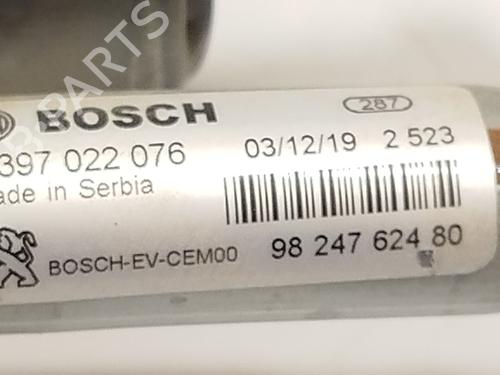 BOSCH
287
397 022 076
03/12/19 2 523
ade in Serbia
BOSCH-EV-CEM00
98 247 624 80
B PARTS